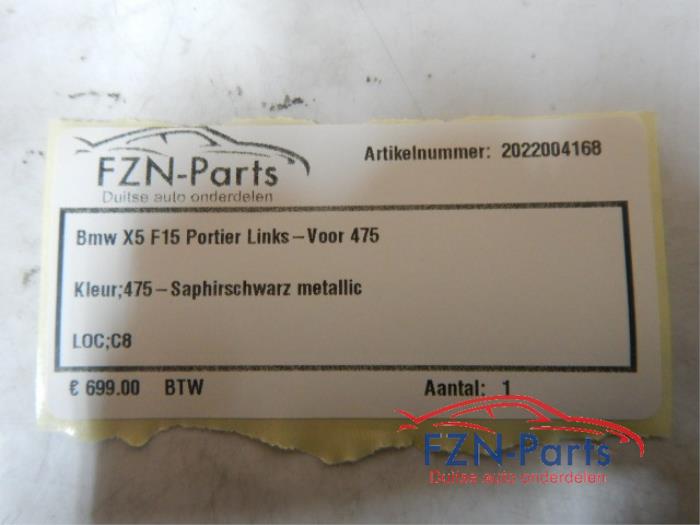 FZN-Parts
Duitse auto onderdelen
Artikelnummer: 2022004168
Bmw X5 F15 Portier Links-Voor 475
Kleur;475-Saphirschwarz metallic
LOC;C8
€ 699.00 BTW
Aantal: 1
FZN-Parts
Duitse auto onderdelen